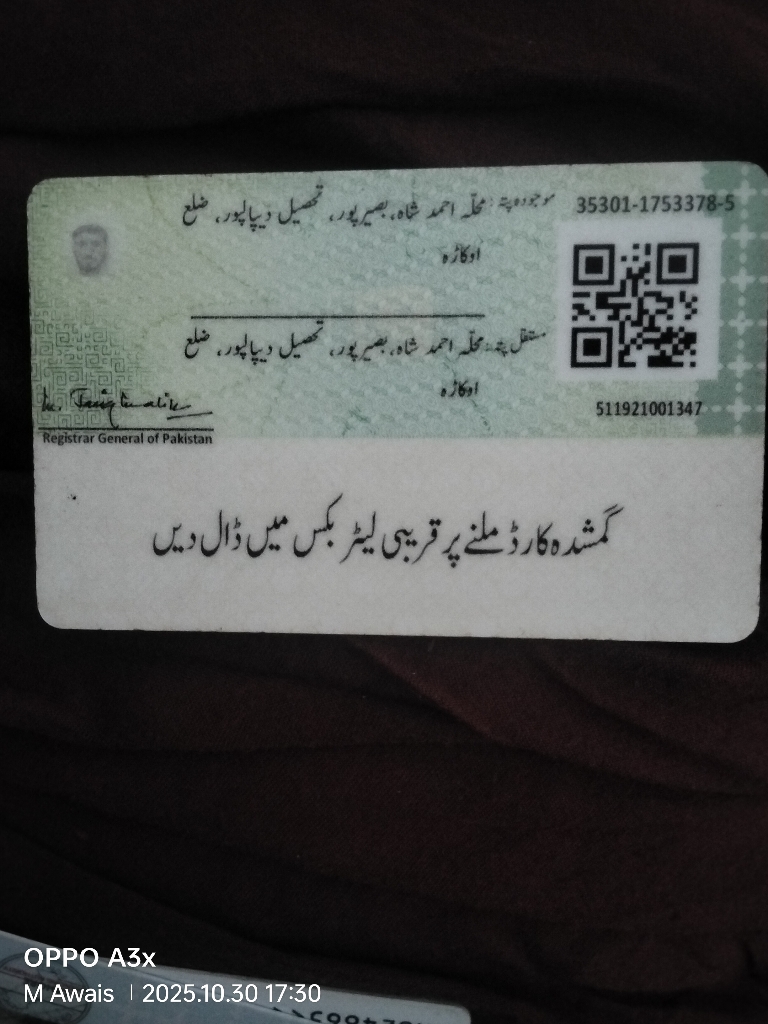 35301-1753378-5
موجودہ پتہ: محلّہ احمد شاہ، بصیر پور، تحصیل دیپالپور، ضلع
اوکاڑہ
مستقل پتہ: محلّہ احمد شاہ، بصیر پور، تحصیل دیپالپور، ضلع
اوکاڑہ
511921001347
Registrar General of Pakistan
گمشدہ کارڈ ملنے پر قریبی لیٹر بکس میں ڈال دیں
OPPO A3x
M Awais | 2025.10.30 17:30